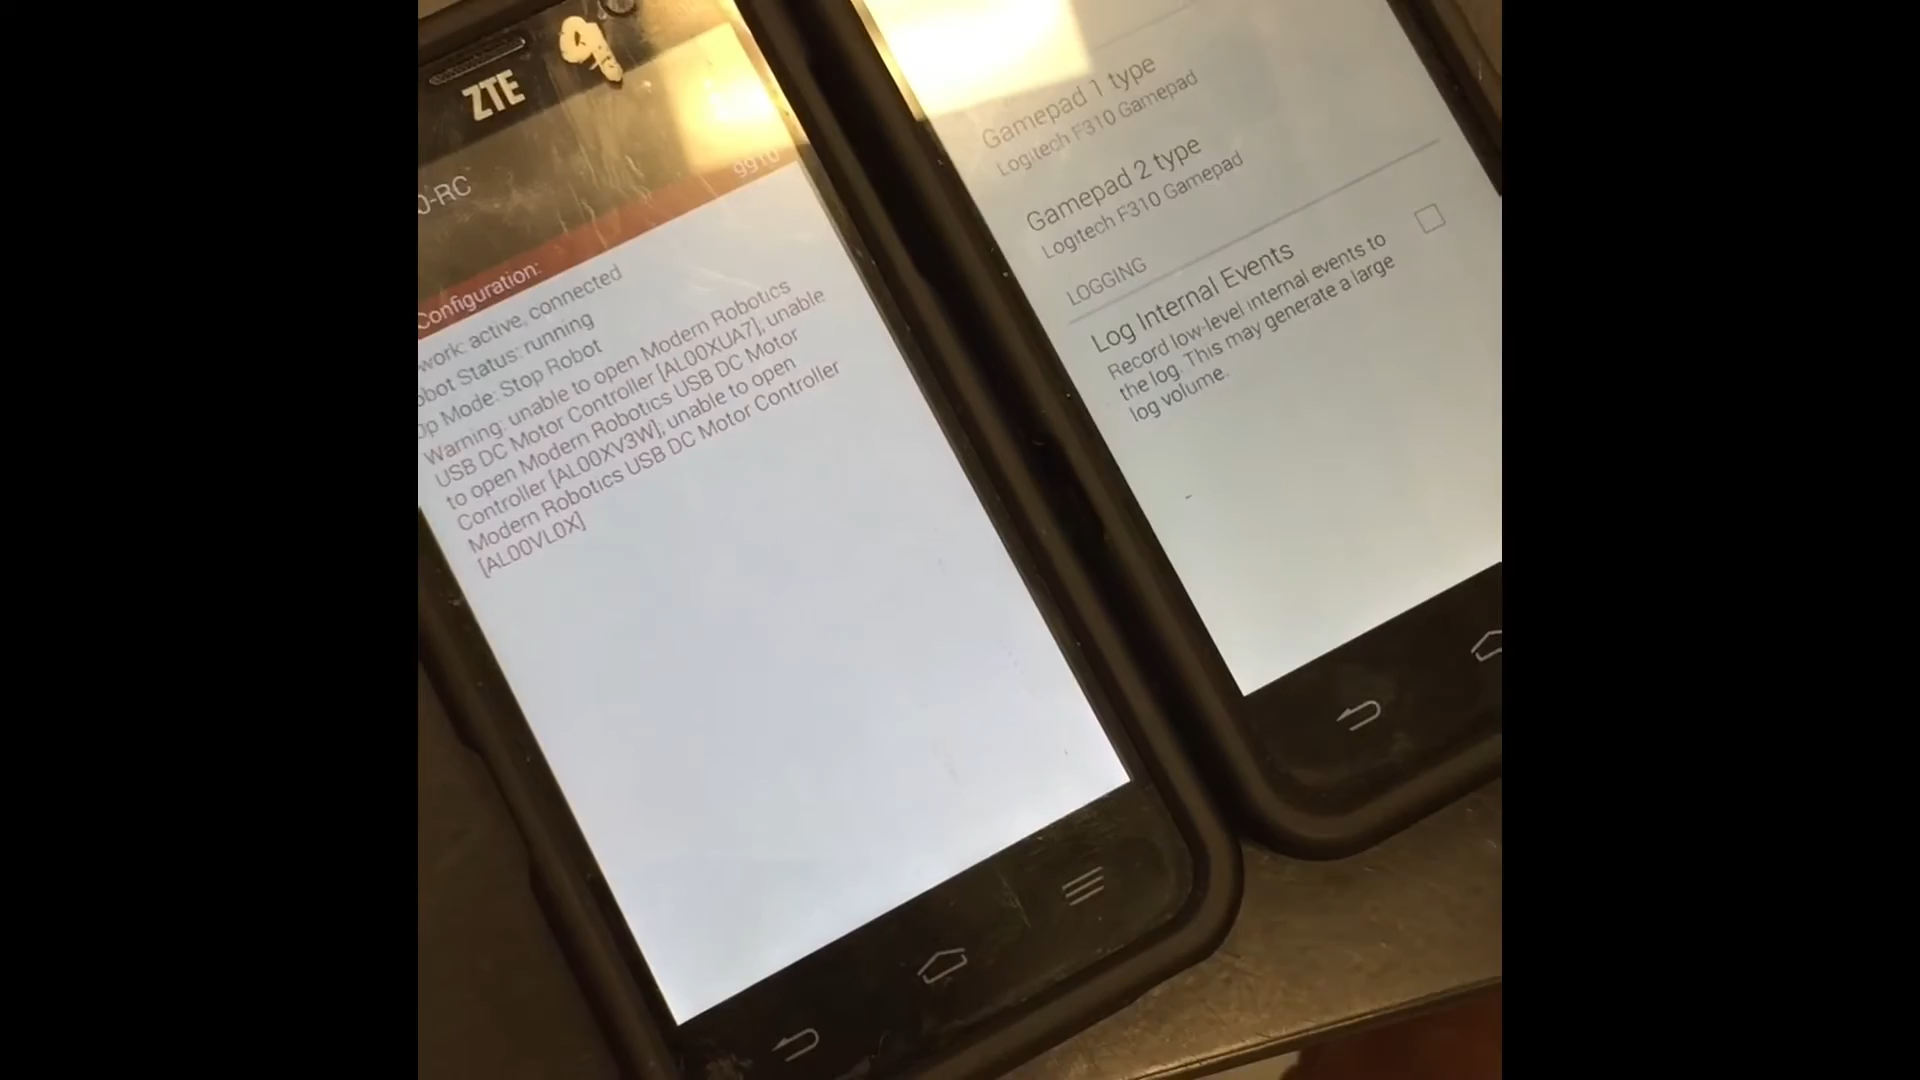 ZTE
0-RC
9910
Configuration:
work: active, connected
obot Status: running
Op Mode: Stop Robot
Warning: unable to open Modern Robotics
USB DC Motor Controller [AL00XUA7]; unable
to open Modern Robotics USB DC Motor
Controller [AL00XV3W]; unable to open
Modern Robotics USB DC Motor Controller
[AL00VL0X]
Gamepad 1 type
Logitech F310 Gamepad
Gamepad 2 type
Logitech F310 Gamepad
LOGGING
Log Internal Events
Record low-level internal events to
the log. This may generate a large
log volume.